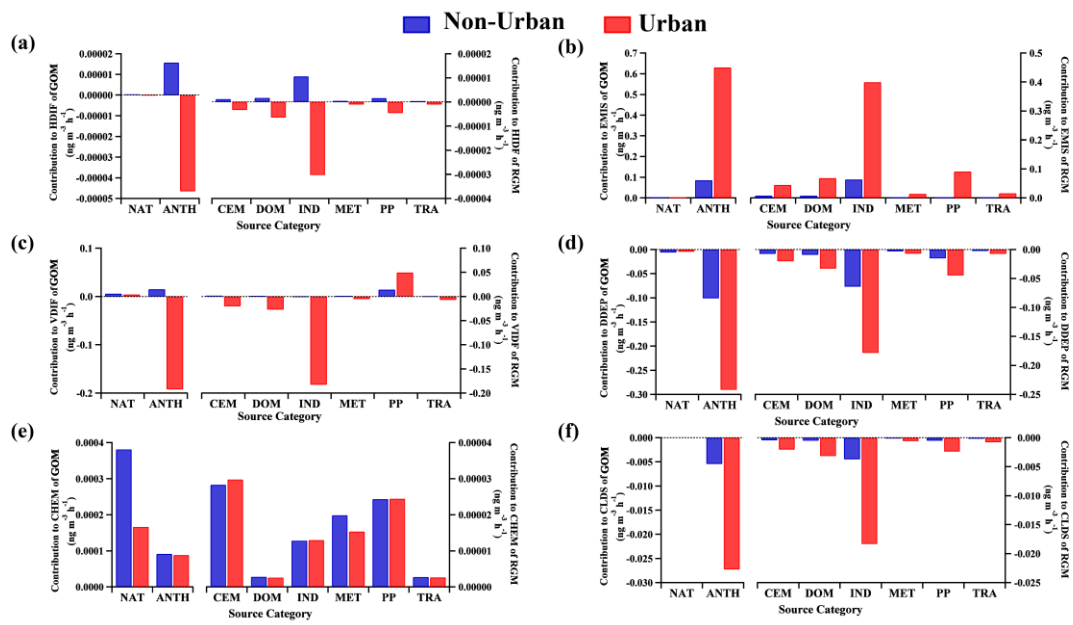 Non-Urban Urban
(a)
0.00002
0.00001
0.00000
-0.00001
-0.00002
-0.00003
-0.00004
-0.00005
Contribution to HDIF of GOM
(ng m-3 h-1)
0.00002
0.00001
0.00000
-0.00001
-0.00002
-0.00003
-0.00004
Contribution to HIDF of RGM
(ng m-3 h-1)
NAT ANTH CEM DOM IND MET PP TRA
Source Category
(b)
0.7
0.6
0.5
0.4
0.3
0.2
0.1
0.0
Contribution to EMIS of GOM
(ng m-3 h-1)
0.5
0.4
0.3
0.2
0.1
0.0
Contribution to EMIS of RGM
(ng m-3 h-1)
NAT ANTH CEM DOM IND MET PP TRA
Source Category
(c)
0.1
0.0
-0.1
-0.2
Contribution to VDIF of GOM
(ng m-3 h-1)
0.10
0.05
0.00
-0.05
-0.10
-0.15
-0.20
Contribution to VIDF of RGM
(ng m-3 h-1)
NAT ANTH CEM DOM IND MET PP TRA
Source Category
(d)
0.00
-0.05
-0.10
-0.15
-0.20
-0.25
-0.30
Contribution to DDEP of GOM
(ng m-3 h-1)
0.00
-0.05
-0.10
-0.15
-0.20
-0.25
Contribution to DDEP of RGM
(ng m-3 h-1)
NAT ANTH CEM DOM IND MET PP TRA
Source Category
(e)
0.0004
0.0003
0.0002
0.0001
0.0000
Contribution to CHEM of GOM
(ng m-3 h-1)
0.00004
0.00003
0.00002
0.00001
0.00000
Contribution to CHEM of RGM
(ng m-3 h-1)
NAT ANTH CEM DOM IND MET PP TRA
Source Category
(f)
0.000
-0.005
-0.010
-0.015
-0.020
-0.025
-0.030
Contribution to CLDS of GOM
(ng m-3 h-1)
0.000
-0.005
-0.010
-0.015
-0.020
-0.025
Contribution to CLDS of RGM
(ng m-3 h-1)
NAT ANTH CEM DOM IND MET PP TRA
Source Category